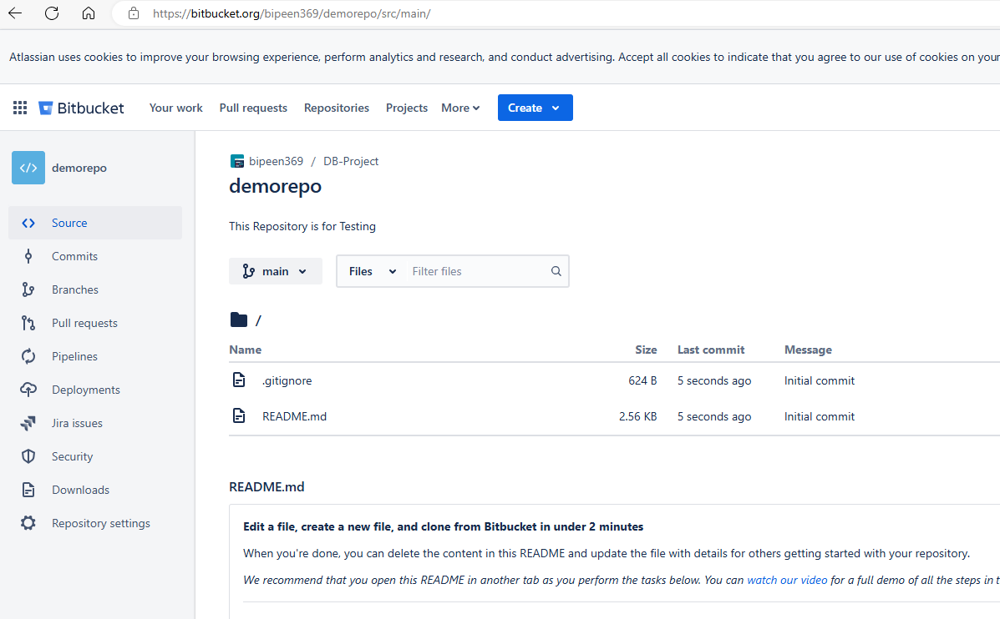 https://bitbucket.org/bipeen369/demorepo/src/main/
Atlassian uses cookies to improve your browsing experience, perform analytics and research, and conduct advertising. Accept all cookies to indicate that you agree to our use of cookies on your
Bitbucket Your work Pull requests Repositories Projects More Create
demorepo
Source
Commits
Branches
Pull requests
Pipelines
Deployments
Jira issues
Security
Downloads
Repository settings
bipeen369 / DB-Project
demorepo
This Repository is for Testing
main Files Filter files
/
Name Size Last commit Message
.gitignore 624 B 5 seconds ago Initial commit
README.md 2.56 KB 5 seconds ago Initial commit
README.md
Edit a file, create a new file, and clone from Bitbucket in under 2 minutes
When you're done, you can delete the content in this README and update the file with details for others getting started with your repository.
We recommend that you open this README in another tab as you perform the tasks below. You can watch our video for a full demo of all the steps in t